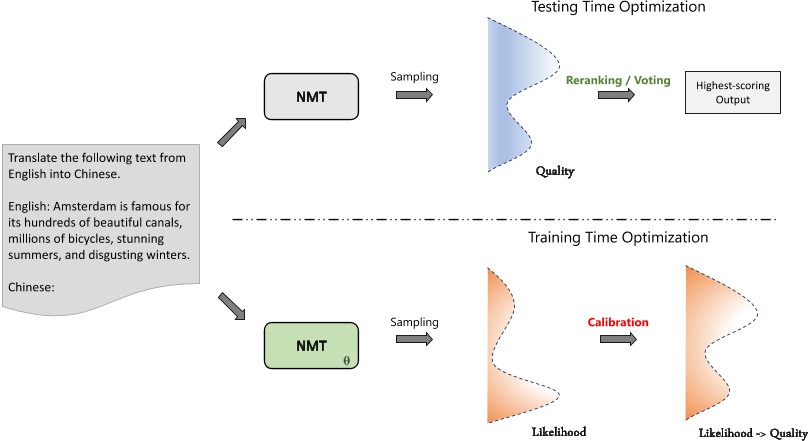 Testing Time Optimization
NMT
Sampling
Quality
Reranking / Voting
Highest-scoring
Output
Translate the following text from
English into Chinese.
English: Amsterdam is famous for
its hundreds of beautiful canals,
millions of bicycles, stunning
summers, and disgusting winters.
Chinese:
Training Time Optimization
NMT
θ
Sampling
Likelihood
Calibration
Likelihood -> Quality